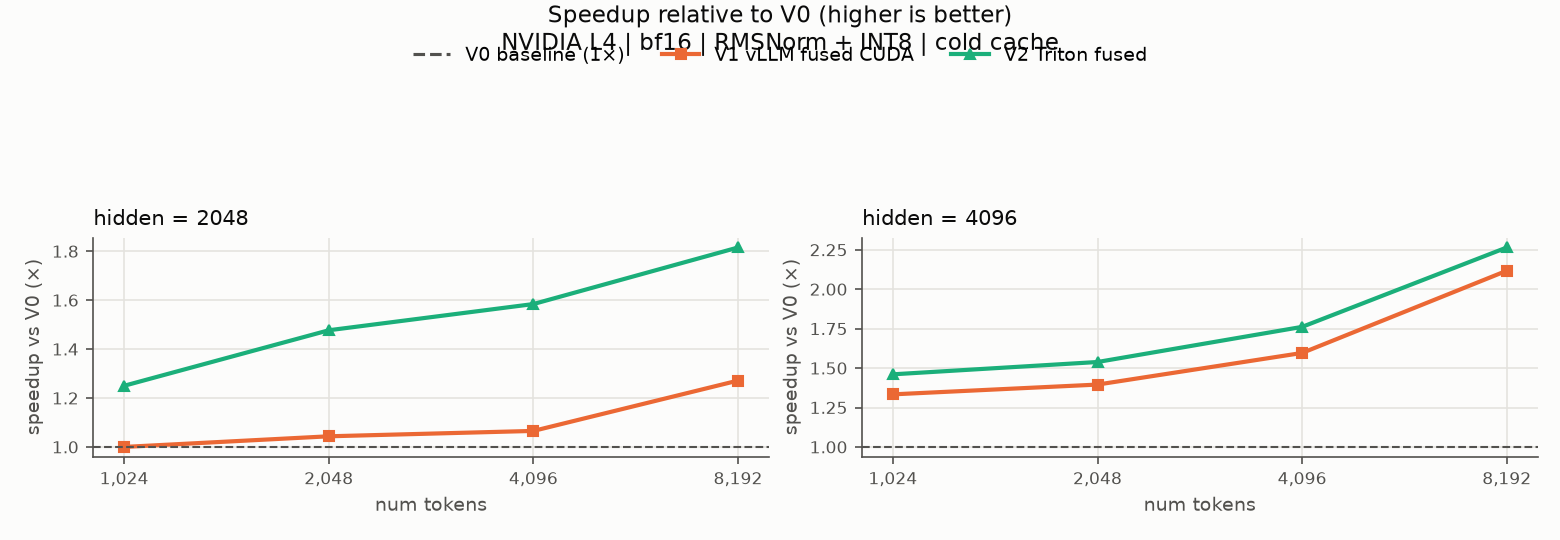 Speedup relative to V0 (higher is better)
NVIDIA L4 | bf16 | RMSNorm + INT8 | cold cache
V0 baseline (1×)
V1 vLLM fused CUDA
V2 Triton fused
hidden = 2048
speedup vs V0 (×)
1.8
1.6
1.4
1.2
1.0
1,024
2,048
4,096
8,192
num tokens
hidden = 4096
speedup vs V0 (×)
2.25
2.00
1.75
1.50
1.25
1.00
1,024
2,048
4,096
8,192
num tokens